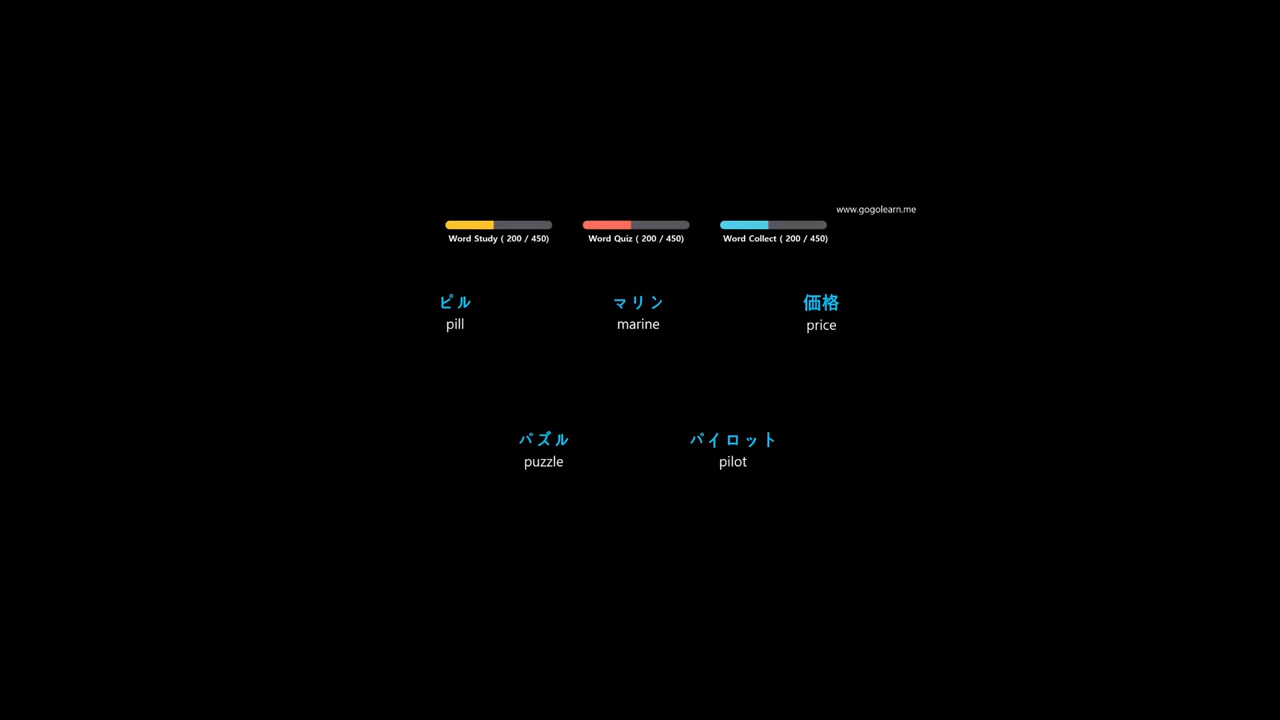 www.gogolearn.me
Word Study ( 200 / 450)
Word Quiz ( 200 / 450)
Word Collect ( 200 / 450)
ピル
pill
マリン
marine
価格
price
パズル
puzzle
パイロット
pilot